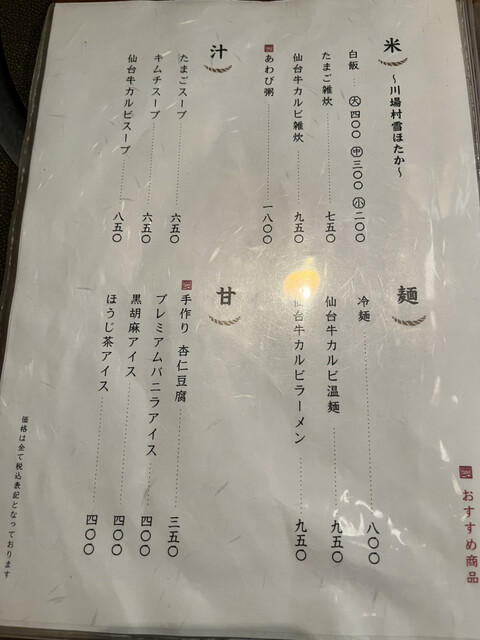 米
〜川場村雪ほたか〜
白飯 … ㊅四〇〇 ㊥三〇〇 ㊙二〇〇
たまご雑炊 ………… 七五〇
仙台牛カルビ雑炊 ………… 九五〇
あわび粥 ………… 一八〇〇
汁
たまごスープ ………… 六五〇
キムチスープ ………… 六五〇
仙台牛カルビスープ ………… 八五〇
麺
冷麺 ………… 八〇〇
仙台牛カルビ温麺 ………… 九五〇
仙台牛カルビラーメン ………… 九五〇
甘
手作り 杏仁豆腐 ………… 三五〇
プレミアムバニラアイス ………… 四〇〇
黒胡麻アイス ………… 四〇〇
ほうじ茶アイス ………… 四〇〇
おすすめ商品
価格は全て税込表記となっております